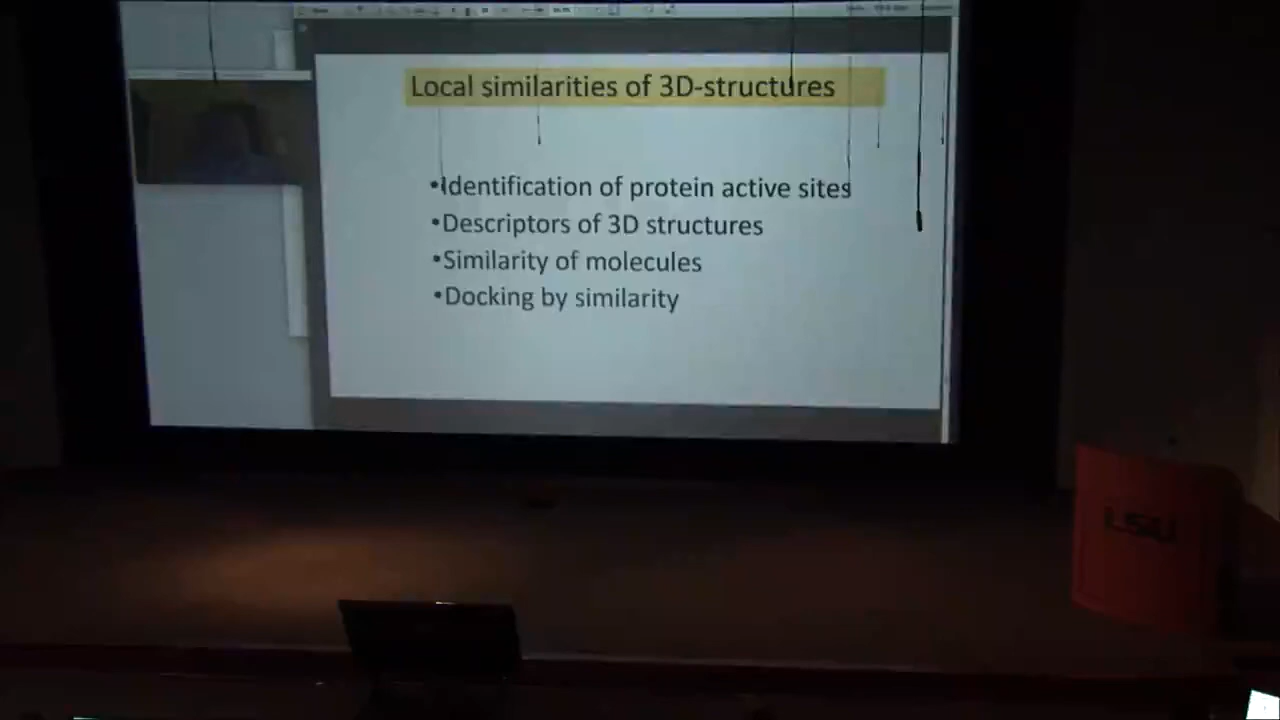 Local similarities of 3D-structures
•Identification of protein active sites
•Descriptors of 3D structures
•Similarity of molecules
•Docking by similarity
LSU